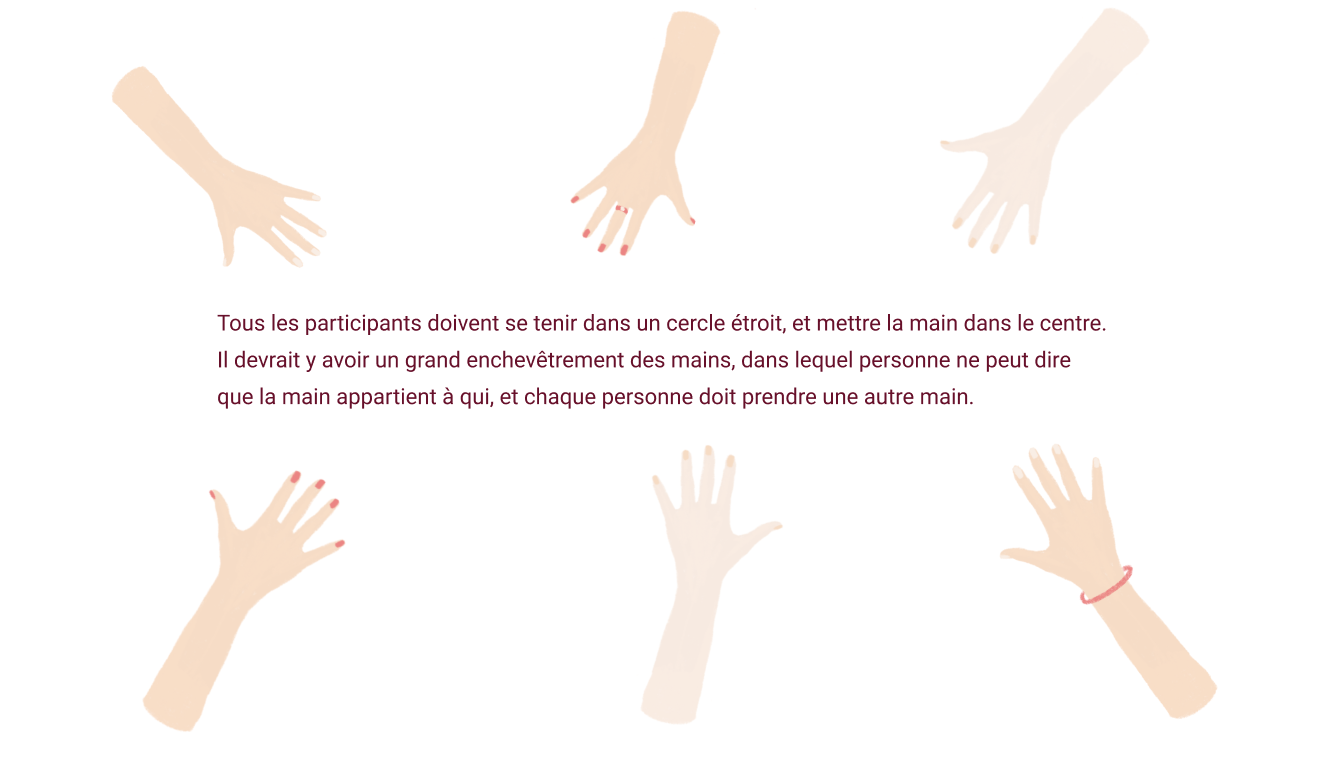 Tous les participants doivent se tenir dans un cercle étroit, et mettre la main dans le centre.
Il devrait y avoir un grand enchevêtrement des mains, dans lequel personne ne peut dire
que la main appartient à qui, et chaque personne doit prendre une autre main.